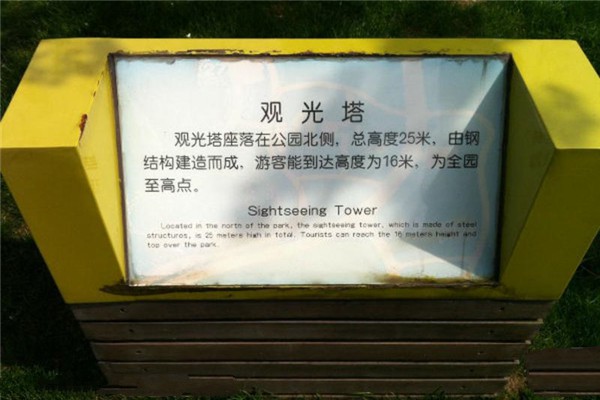 观光塔
观光塔座落在公园北侧，总高度25米，由钢
结构建造而成，游客能到达高度为16米，为全园
至高点。
Sightseeing Tower
Located in the north of the park, the sightseeing tower, which is made of steel
structures, is 25 meters high in total. Tourists can reach the 16 meters height and
top over the park.